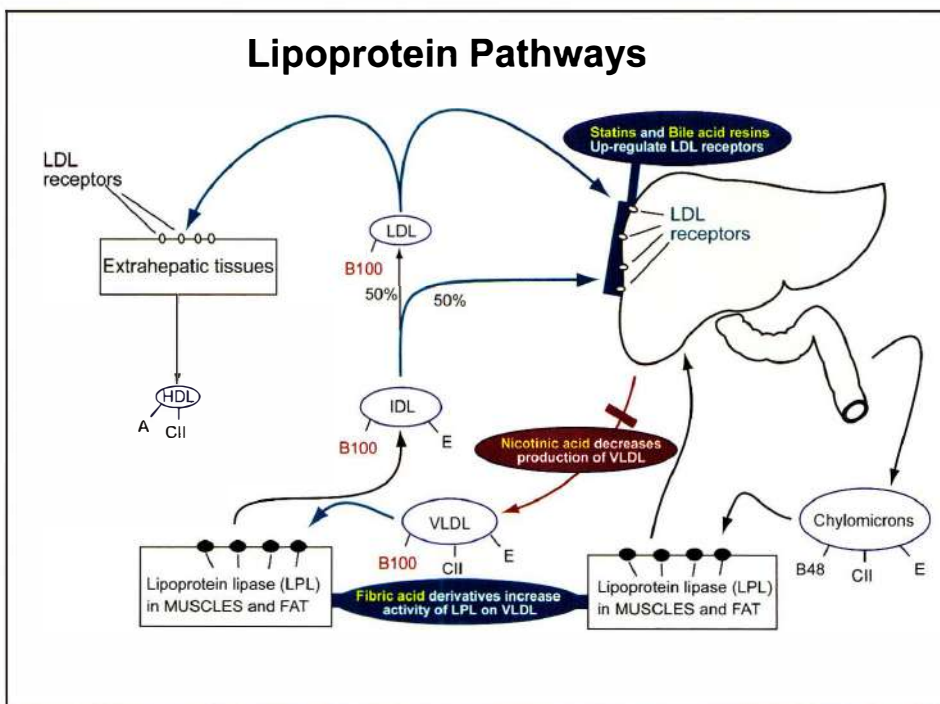 Lipoprotein Pathways
Statins and Bile acid resins
Up-regulate LDL receptors
LDL
receptors
LDL
receptors
LDL
B100
Extrahepatic tissues
50%
50%
HDL
A
CII
IDL
B100
E
Nicotinic acid decreases
production of VLDL
VLDL
B100
CII
E
Chylomicrons
B48
CII
E
Lipoprotein lipase (LPL)
in MUSCLES and FAT
Fibric acid derivatives increase
activity of LPL on VLDL
Lipoprotein lipase (LPL)
in MUSCLES and FAT